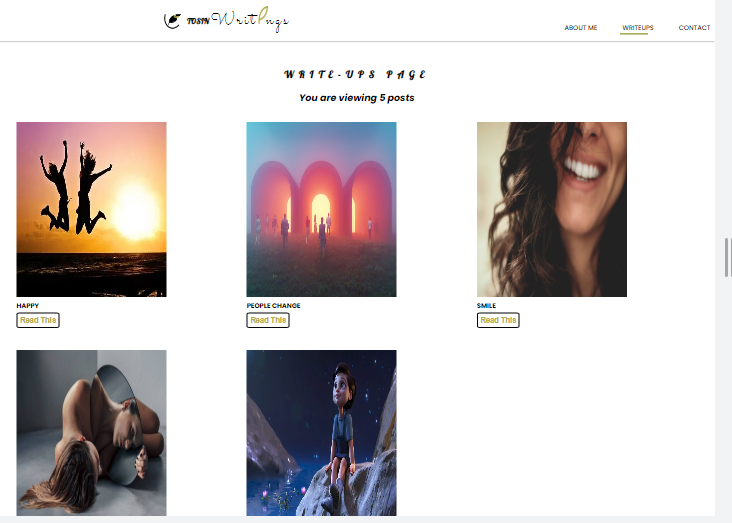 TOSIN Writings
ABOUT ME WRITEUPS CONTACT
WRITE-UPS PAGE
You are viewing 5 posts
HAPPY PEOPLE CHANGE SMILE
Read This Read This Read This